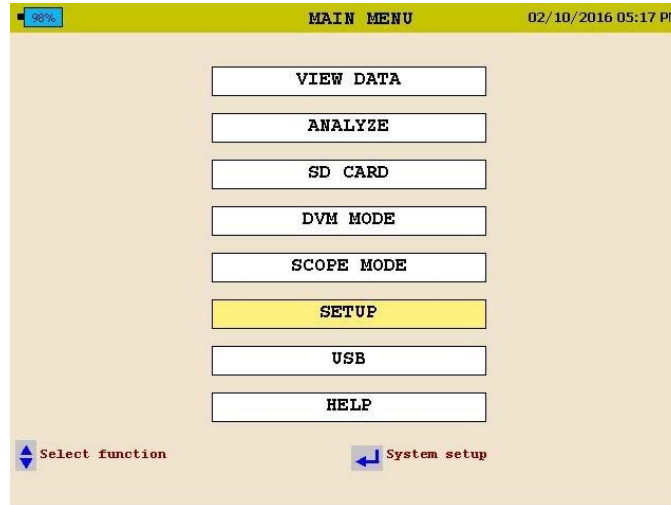 98% MAIN MENU 02/10/2016 05:17 PM
VIEW DATA
ANALYZE
SD CARD
DVM MODE
SCOPE MODE
SETUP
USB
HELP
Select function System setup